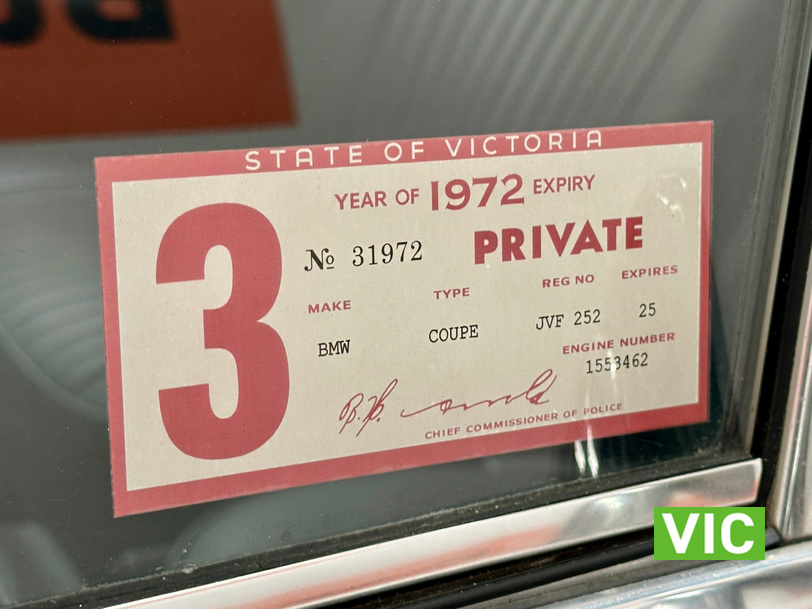 STATE OF VICTORIA
YEAR OF 1972 EXPIRY
3
№ 31972
PRIVATE
MAKE TYPE REG NO EXPIRES
BMW COUPE JVF 252 25
ENGINE NUMBER
1553462
CHIEF COMMISSIONER OF POLICE
VIC